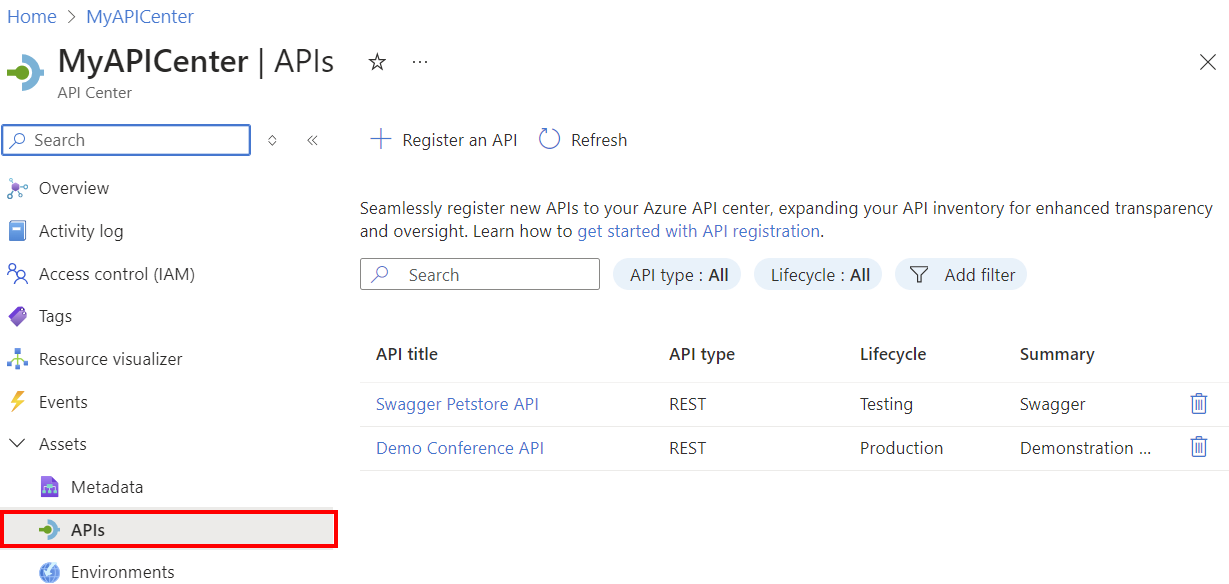 Home > MyAPICenter
MyAPICenter | APIs
API Center
Search
Overview
Activity log
Access control (IAM)
Tags
Resource visualizer
Events
Assets
Metadata
APIs
Environments
Register an API Refresh
Seamlessly register new APIs to your Azure API center, expanding your API inventory for enhanced transparency
and oversight. Learn how to get started with API registration.
Search API type : All Lifecycle : All Add filter
API title API type Lifecycle Summary
Swagger Petstore API REST Testing Swagger
Demo Conference API REST Production Demonstration ...